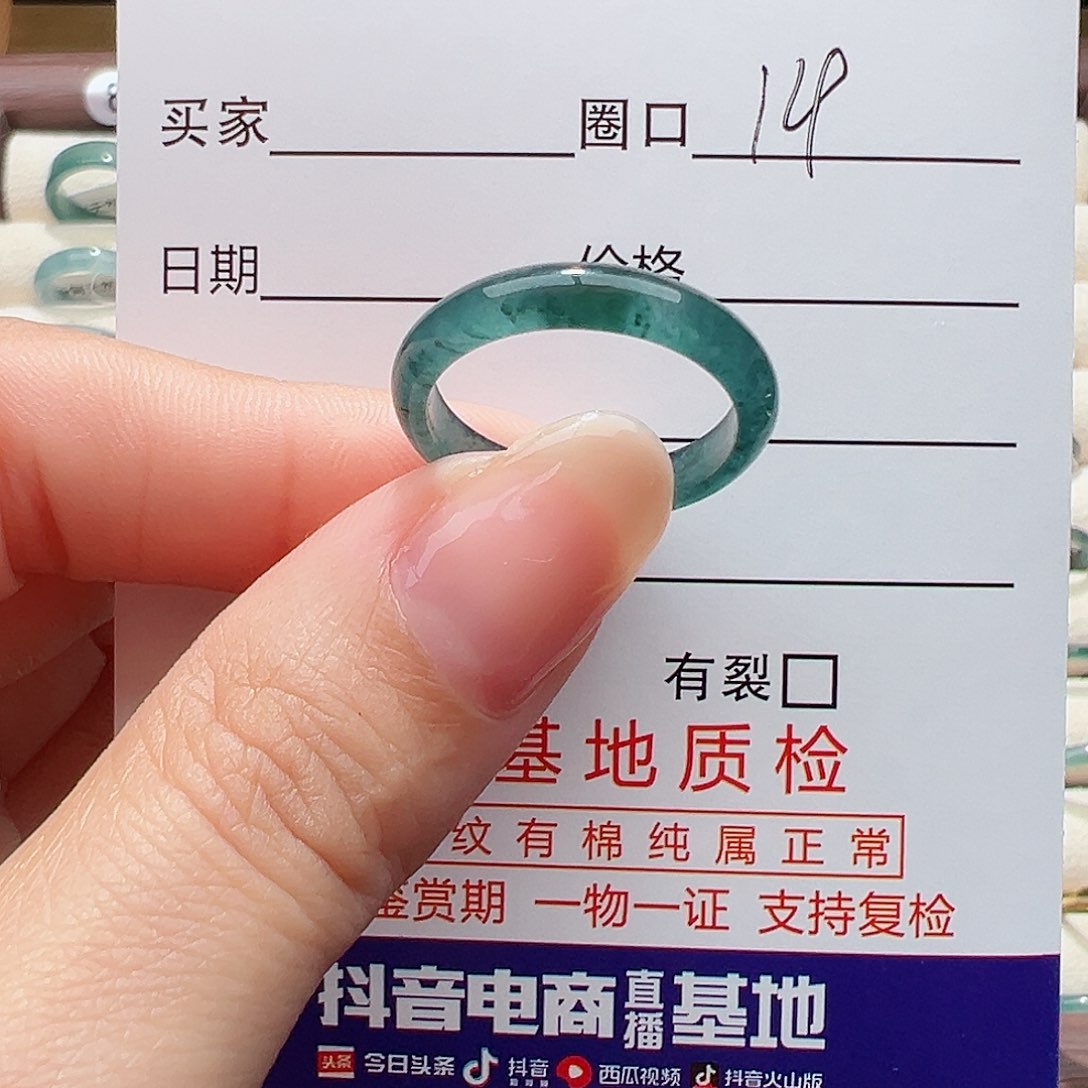 买家 圈口 19
日期 价格
有裂
基地质检
纹有棉纯属正常
鉴赏期 一物一证 支持复检
抖音电商直播基地
头条 今日头条 抖音 西瓜视频 抖音火山版